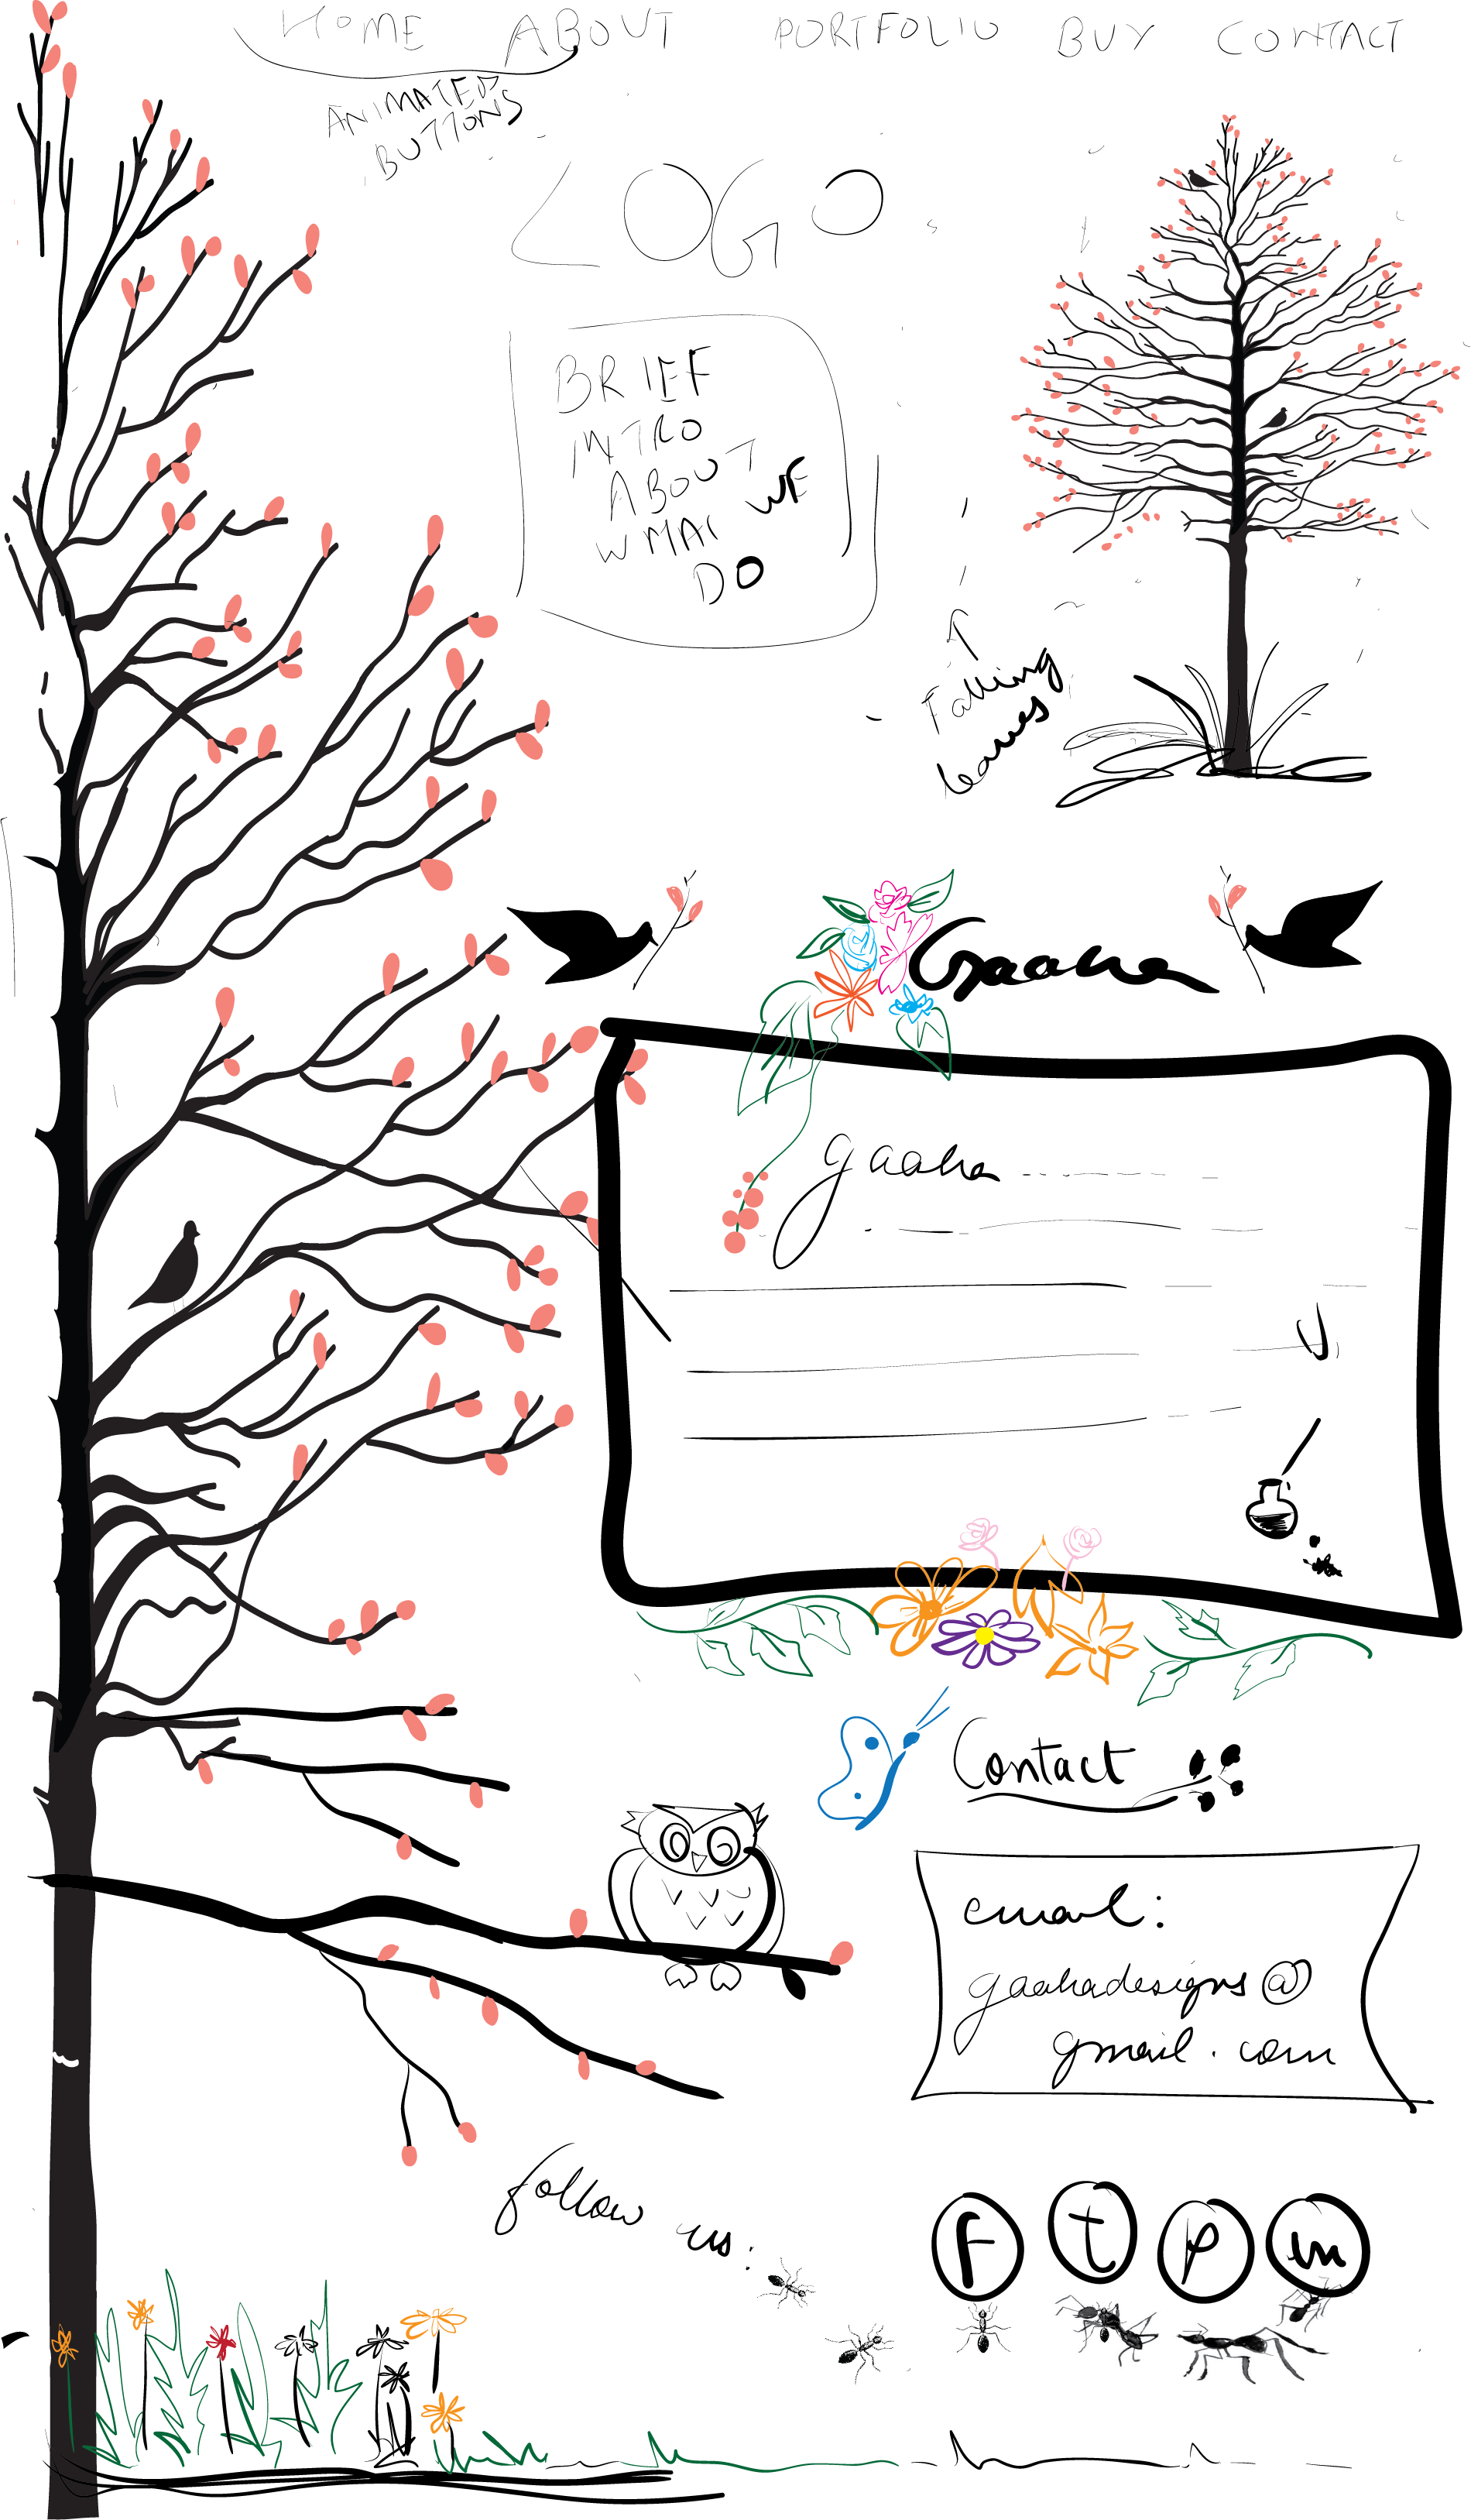 HOME ABOUT PORTFOLIO BUY CONTACT
ANIMATED
BUTTONS
LOGO
BRIEF
INTRO
ABOUT
WHAT WE
DO
Falling
leaves
Gaaha
gaaha
Contact
email:
gaahadesigns@
gmail.com
follow us:
f t p in